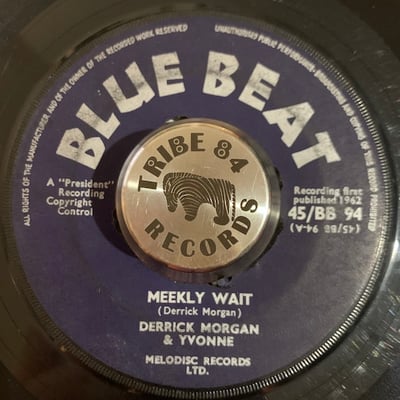 ALL RIGHTS OF THE MANUFACTURER, AND OF THE OWNER OF THE RECORDED WORK RESERVED
UNAUTHORISED PUBLIC PERFORMANCE, BROADCASTING AND COPYING OF THIS RECORD PROHIBITED
BLUE BEAT
TRIBE 84
RECORDS
A "President"
Recording
Copyright
Control
Recording first
published 1962
45/BB 94
(45/BB 94-A)
MEEKLY WAIT
(Derrick Morgan)
DERRICK MORGAN
& YVONNE
MELODISC RECORDS
LTD.